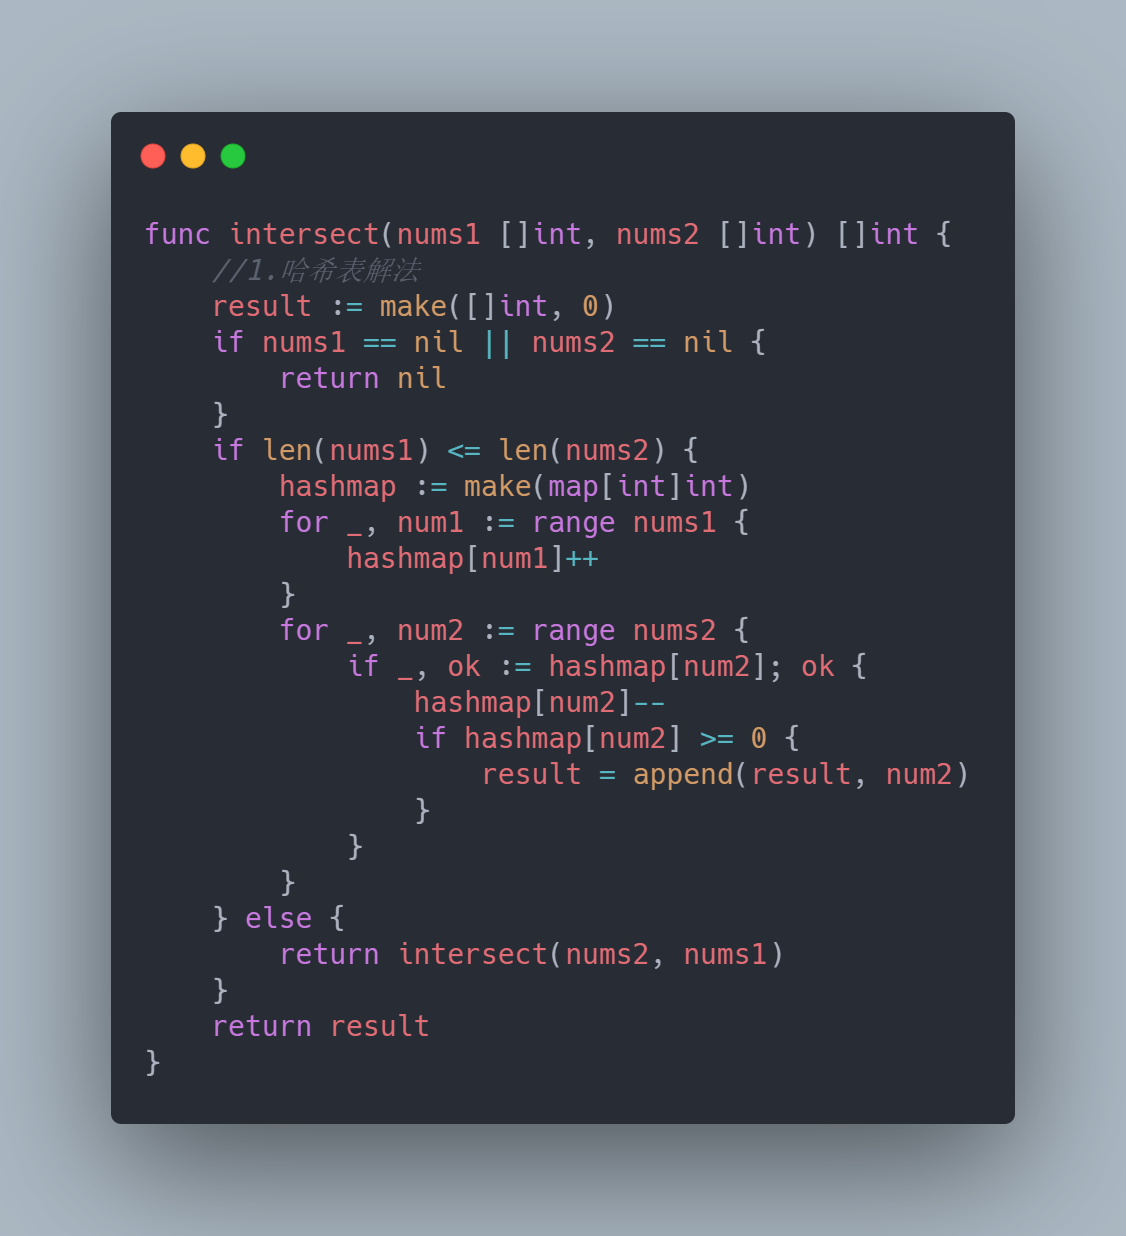 func intersect(nums1 []int, nums2 []int) []int {
    //1.哈希表解法
    result := make([]int, 0)
    if nums1 == nil || nums2 == nil {
        return nil
    }
    if len(nums1) <= len(nums2) {
        hashmap := make(map[int]int)
        for _, num1 := range nums1 {
            hashmap[num1]++
        }
        for _, num2 := range nums2 {
            if _, ok := hashmap[num2]; ok {
                hashmap[num2]--
                if hashmap[num2] >= 0 {
                    result = append(result, num2)
                }
            }
        }
    } else {
        return intersect(nums2, nums1)
    }
    return result
}